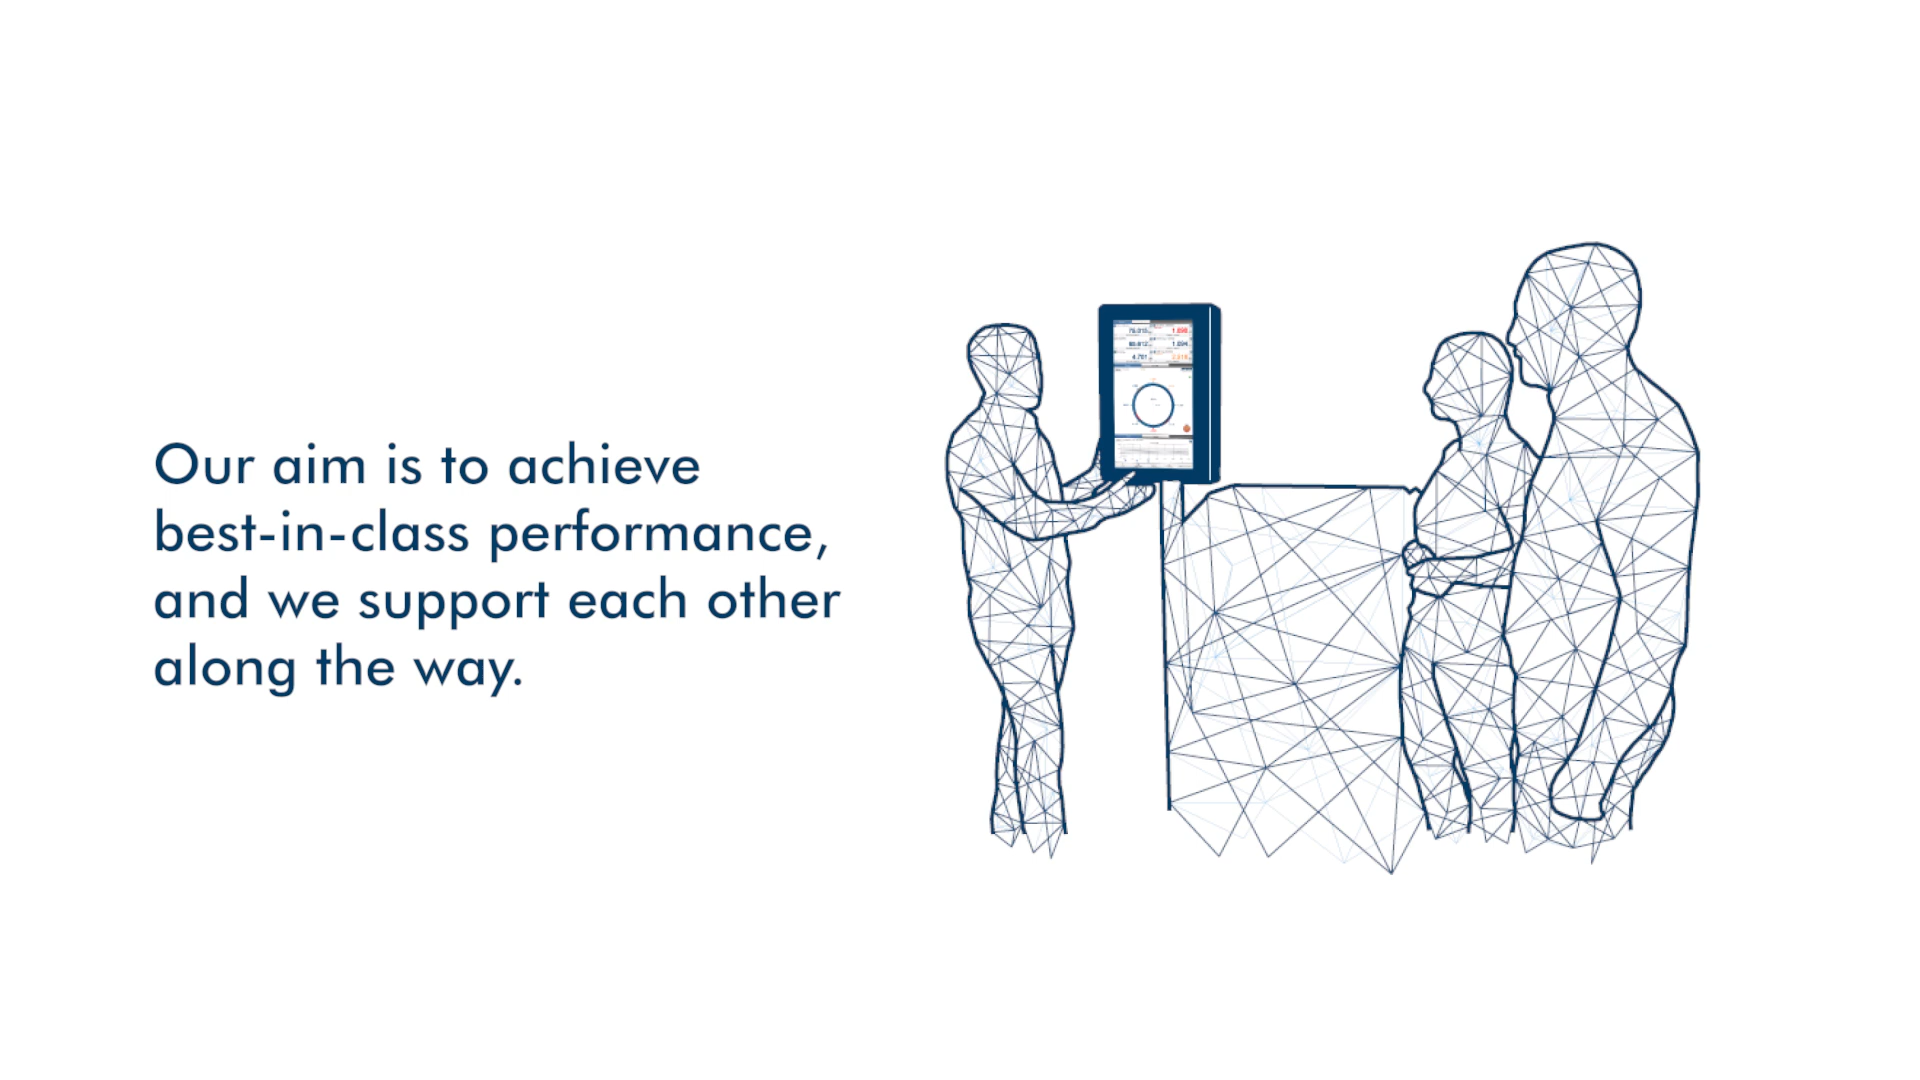 Our aim is to achieve
best-in-class performance,
and we support each other
along the way.